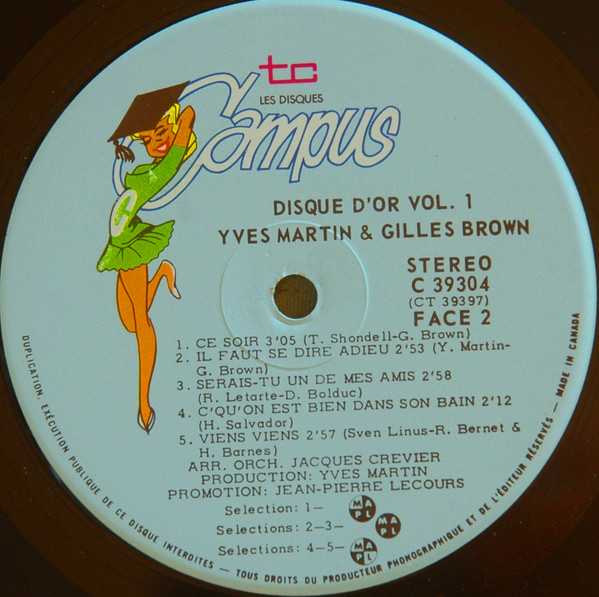 tc
LES DISQUES
Campus
DISQUE D'OR VOL. 1
YVES MARTIN & GILLES BROWN
STEREO
C 39304
(CT 39397)
FACE 2
1. CE SOIR 3'05 (T. Shondell-G. Brown)
2. IL FAUT SE DIRE ADIEU 2'53 (Y. Martin-
G. Brown)
3. SERAIS-TU UN DE MES AMIS 2'58
(R. Letarte-D. Bolduc)
4. C'QU'ON EST BIEN DANS SON BAIN 2'12
(H. Salvador)
5. VIENS VIENS 2'57 (Sven Linus-R. Bernet &
H. Barnes)
ARR. ORCH. JACQUES CREVIER
PRODUCTION: YVES MARTIN
PROMOTION: JEAN-PIERRE LECOURS
Selection: 1- MAPL
Selections: 2-3- MAPL
Selections: 4-5- MAPL
DUPLICATION, EXÉCUTION PUBLIQUE DE CE DISQUE INTERDITES – TOUS DROITS DU PRODUCTEUR PHONOGRAPHIQUE ET DE L'ÉDITEUR RÉSERVÉS – MADE IN CANADA
C